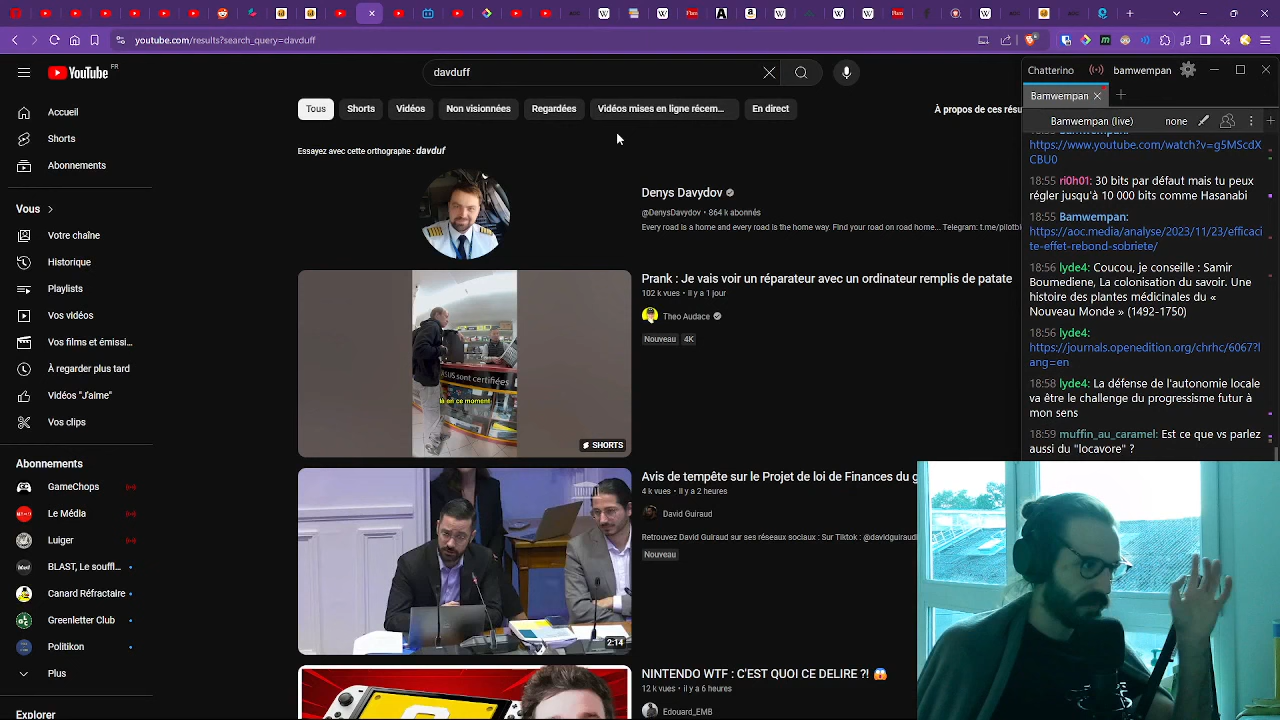 youtube.com/results?search_query=davduff
YouTube FR
davduff
Accueil
Shorts
Abonnements
Vous
Votre chaîne
Historique
Playlists
Vos vidéos
Vos films et émissi...
À regarder plus tard
Vidéos "J'aime"
Vos clips
Abonnements
GameChops
Le Média
Luiger
BLAST, Le souffl...
Canard Réfractaire
Greenletter Club
Politikon
Plus
Explorer
Tous
Shorts
Vidéos
Non visionnées
Regardées
Vidéos mises en ligne récem...
En direct
À propos de ces résu
Essayez avec cette orthographe : davduf
Denys Davydov
@DenysDavydov • 864 k abonnés
Every road is a home and every road is the home way. Find your road on road home... Telegram: t.me/pilotbl
SUS sont certifiées
là en ce moment
SHORTS
Prank : Je vais voir un réparateur avec un ordinateur remplis de patate
102 k vues • il y a 1 jour
Theo Audace
Nouveau
4K
2:14
Avis de tempête sur le Projet de loi de Finances du g
4 k vues • Il y a 2 heures
David Guiraud
Retrouvez David Guiraud sur ses réseaux sociaux : Sur Tiktok : @davidguiraudi
Nouveau
NINTENDO WTF : C'EST QUOI CE DELIRE ?!
12 k vues • il y a 6 heures
Edouard_EMB
Chatterino
bamwempan
Bamwempan
Bamwempan (live)
none
Bamwempan:
https://www.youtube.com/watch?v=g5MScdX
CBU0
18:55 ri0h01: 30 bits par défaut mais tu peux
régler jusqu'à 10 000 bits comme Hasanabi
18:55 Bamwempan:
https://aoc.media/analyse/2023/11/23/efficaci
te-effet-rebond-sobriete/
18:56 lyde4: Coucou, je conseille : Samir
Boumediene, La colonisation du savoir. Une
histoire des plantes médicinales du «
Nouveau Monde » (1492-1750)
18:56 lyde4:
https://journals.openedition.org/chrhc/6067?l
ang=en
18:58 lyde4: La défense de l'autonomie locale
va être le challenge du progressisme futur à
mon sens
18:59 muffin_au_caramel: Est ce que vs parlez
aussi du "locavore" ?